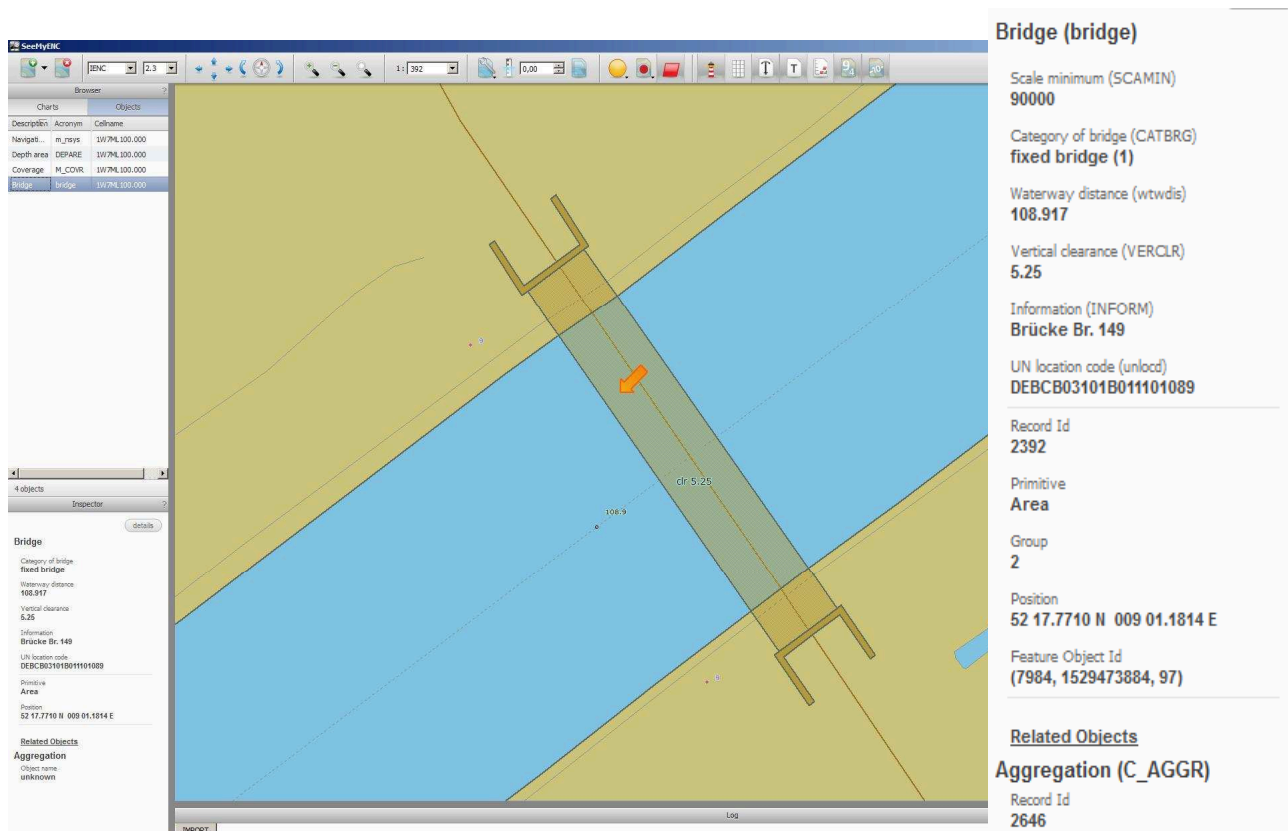 SeeMyENC
IENC 2.3 1: 392 0,00
Browser ?
Charts Objects
Description Acronym Cellname
Navigati... m_nsys 1W7ML100.000
Depth area DEPARE 1W7ML100.000
Coverage M_COVR 1W7ML100.000
Bridge bridge 1W7ML100.000
4 objects
Inspector ?
details
Bridge
Category of bridge
fixed bridge
Waterway distance
108.917
Vertical clearance
5.25
Information
Brücke Br. 149
UN location code
DEBCB03101B011101089
Primitive
Area
Position
52 17.7710 N 009 01.1814 E
Related Objects
Aggregation
Object name
unknown
9
clr 5.25
108.9
9
Log
IMPORT
Bridge (bridge)
Scale minimum (SCAMIN)
90000
Category of bridge (CATBRG)
fixed bridge (1)
Waterway distance (wtwdis)
108.917
Vertical clearance (VERCLR)
5.25
Information (INFORM)
Brücke Br. 149
UN location code (unlocd)
DEBCB03101B011101089
Record Id
2392
Primitive
Area
Group
2
Position
52 17.7710 N 009 01.1814 E
Feature Object Id
(7984, 1529473884, 97)
Related Objects
Aggregation (C_AGGR)
Record Id
2646